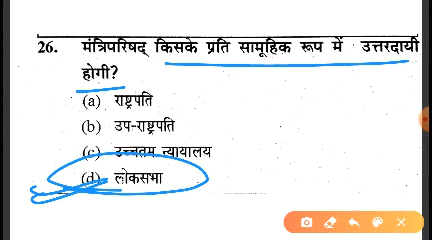 26. मंत्रिपरिषद् किसके प्रति सामूहिक रूप में उत्तरदायी
होगी?
(a) राष्ट्रपति
(b) उप-राष्ट्रपति
(c) उच्चतम न्यायालय
(d) लोकसभा